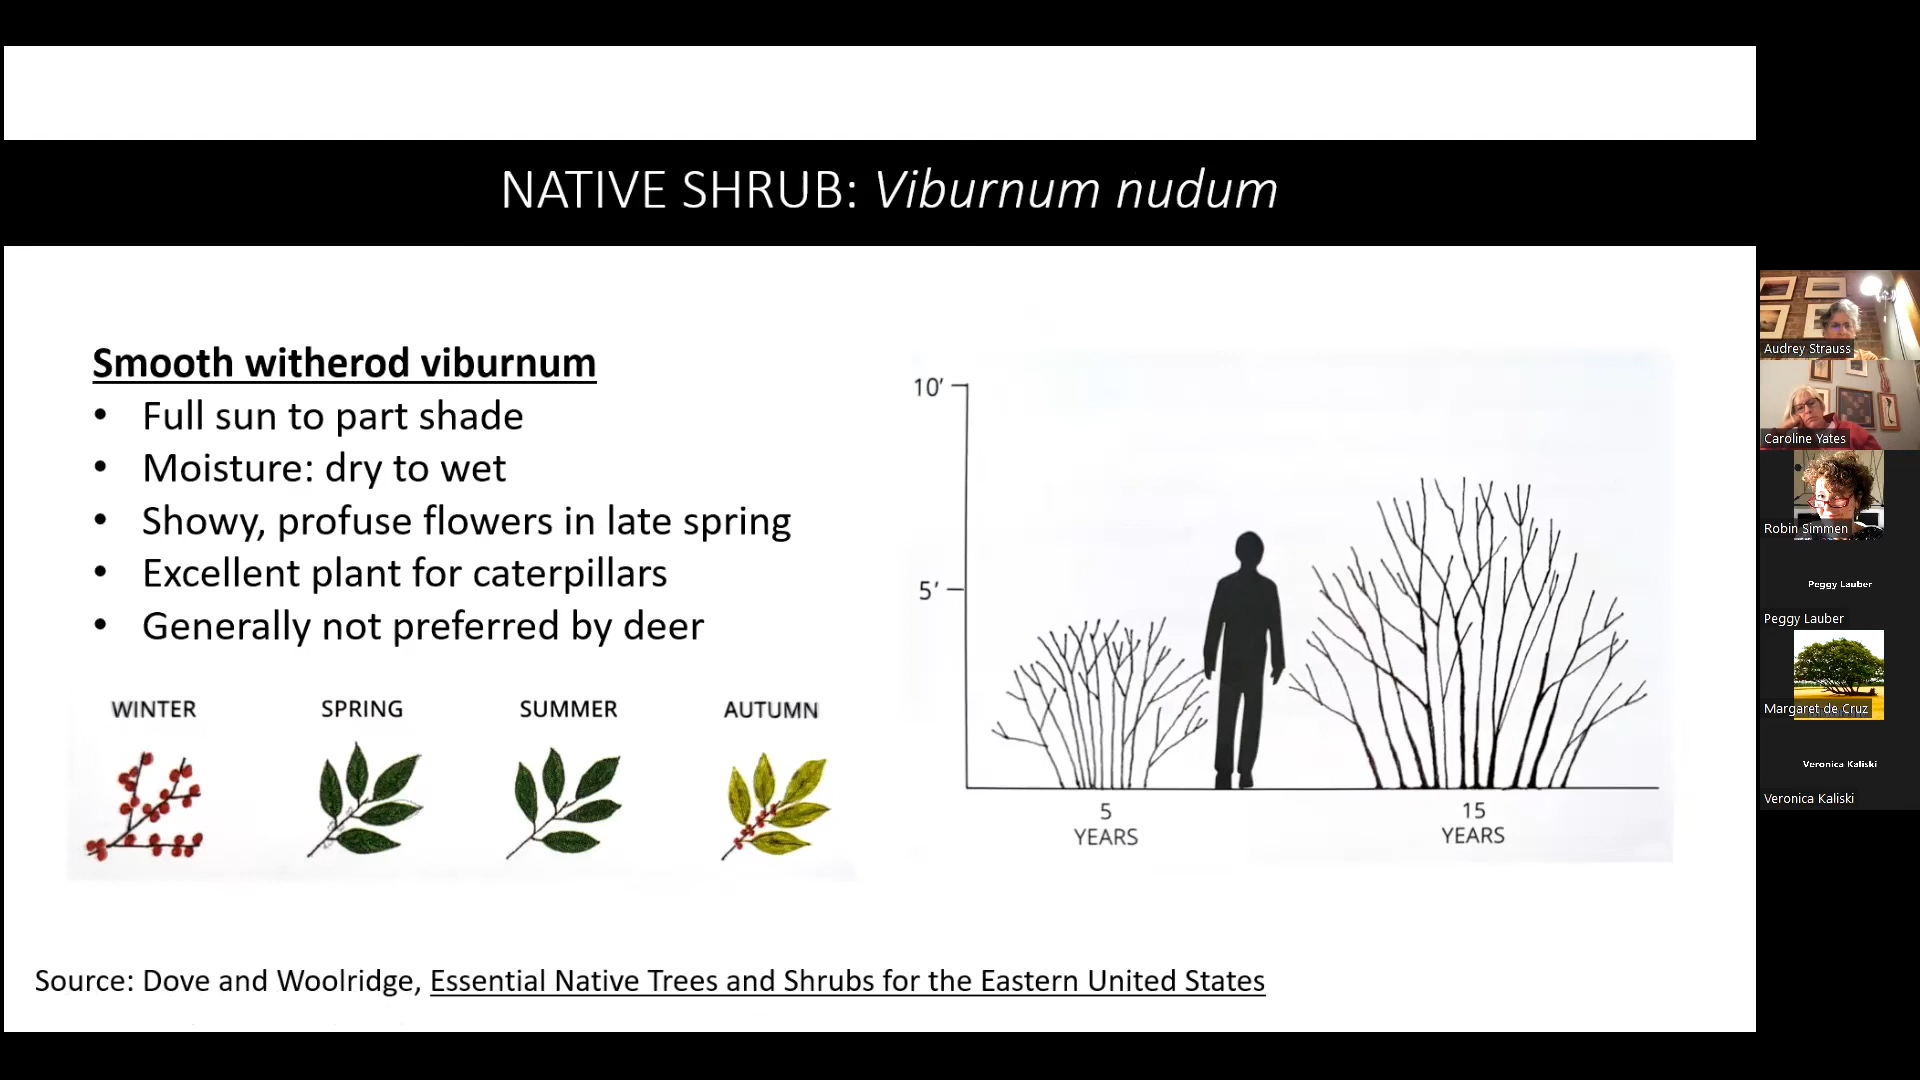 NATIVE SHRUB: Viburnum nudum
Smooth witherod viburnum
• Full sun to part shade
• Moisture: dry to wet
• Showy, profuse flowers in late spring
• Excellent plant for caterpillars
• Generally not preferred by deer
WINTER SPRING SUMMER AUTUMN
10’
5’
5 YEARS
15 YEARS
Source: Dove and Woolridge, Essential Native Trees and Shrubs for the Eastern United States
Audrey Strauss
Caroline Yates
Robin Simmen
Peggy Lauber
Peggy Lauber
Margaret de Cruz
Veronica Kaliski
Veronica Kaliski